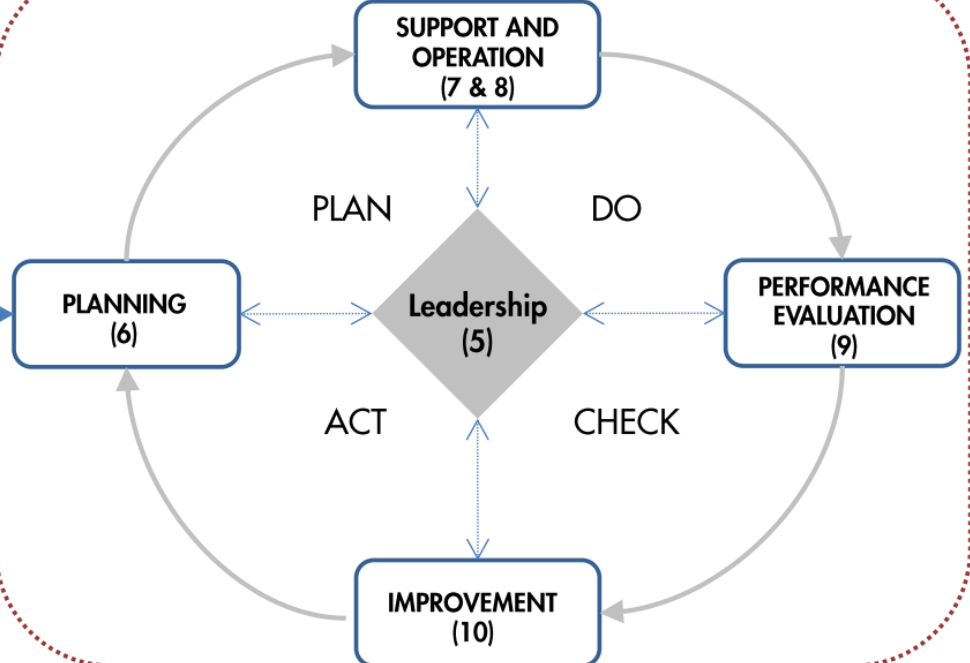 SUPPORT AND
OPERATION
(7 & 8)
PLAN
DO
PLANNING
(6)
Leadership
(5)
PERFORMANCE
EVALUATION
(9)
ACT
CHECK
IMPROVEMENT
(10)